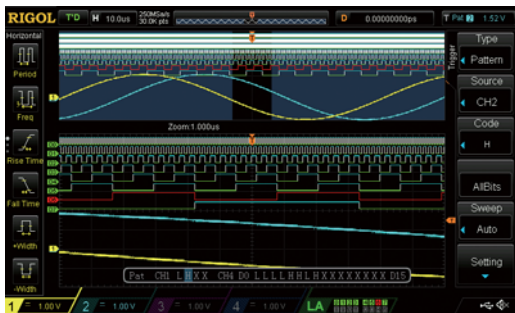 RIGOL T'D H 10.0us 250MSa/s 30.0K pts D 0.00000000ps T Pat 2 1.52V
Horizontal
Period
Freq
Rise Time
Fall Time
+Width
-Width
Zoom:1.000us
Pat CH1 L H X X CH4 D0 L L L L H H L H X X X X X X X X D15
Trigger
Type
Pattern
Source
CH2
Code
H
AllBits
Sweep
Auto
Setting
1 = 1.00V 2 = 1.00V 3 = 1.00V 4 = 1.00V LA